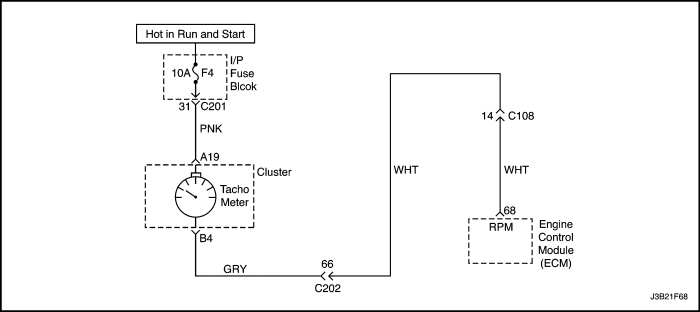 Hot in Run and Start
I/P
Fuse
Blcok
10A
F4
31
C201
PNK
A19
Cluster
Tacho
Meter
B4
GRY
66
C202
WHT
14
C108
WHT
68
RPM
Engine
Control
Module
(ECM)
J3B21F68